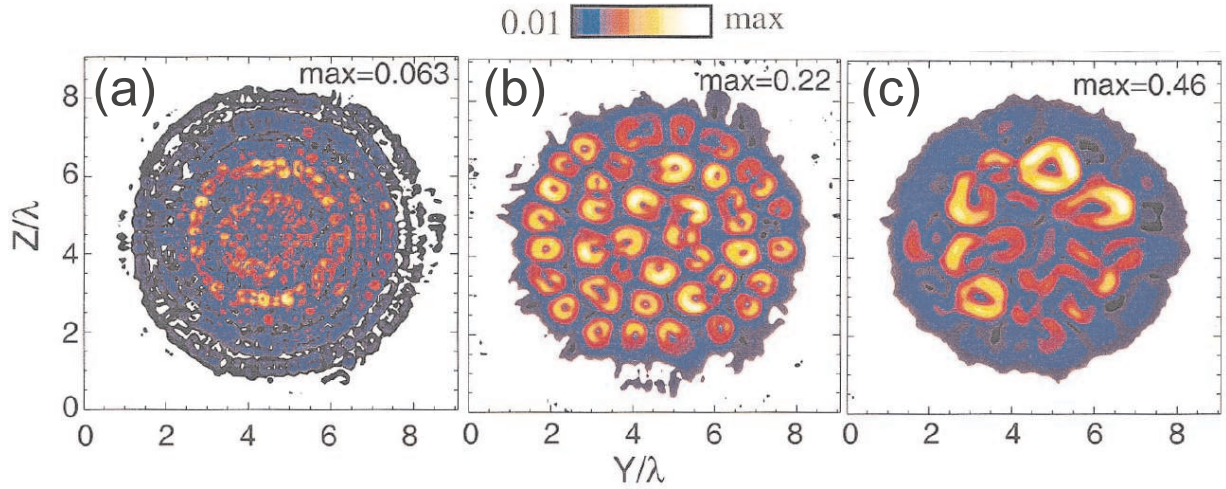 0.01 max
(a) max=0.063
(b) max=0.22
(c) max=0.46
Z/λ
8
6
4
2
0
0 2 4 6 8
0 2 4 6 8
0 2 4 6 8
Y/λ